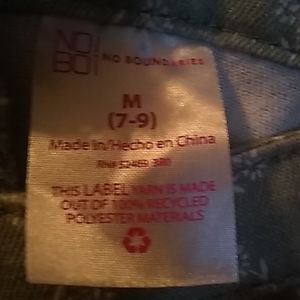 NO
BO
NO BOUNDARIES
M
(7-9)
Made in/Hecho en China
RN#
THIS LABEL YARN IS MADE
OUT OF 100% RECYCLED
POLYESTER MATERIALS